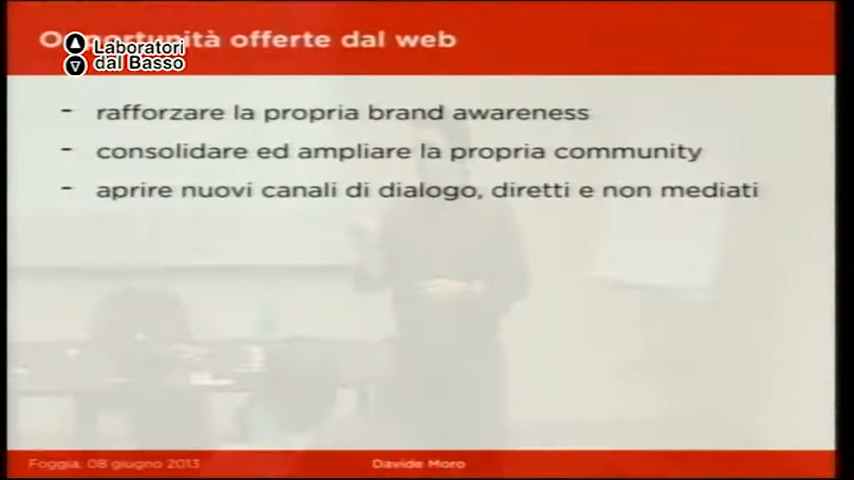 Opportunità offerte dal web
Laboratori
dal Basso
- rafforzare la propria brand awareness
- consolidare ed ampliare la propria community
- aprire nuovi canali di dialogo, diretti e non mediati
Foggia, 08 giugno 2013
Davide Moro